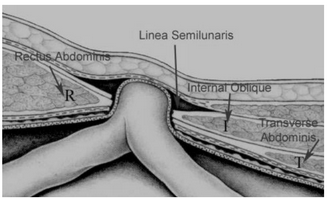 Linea Semilunaris
Rectus Abdominis
R
Internal Oblique
I
Transverse
Abdominis
T